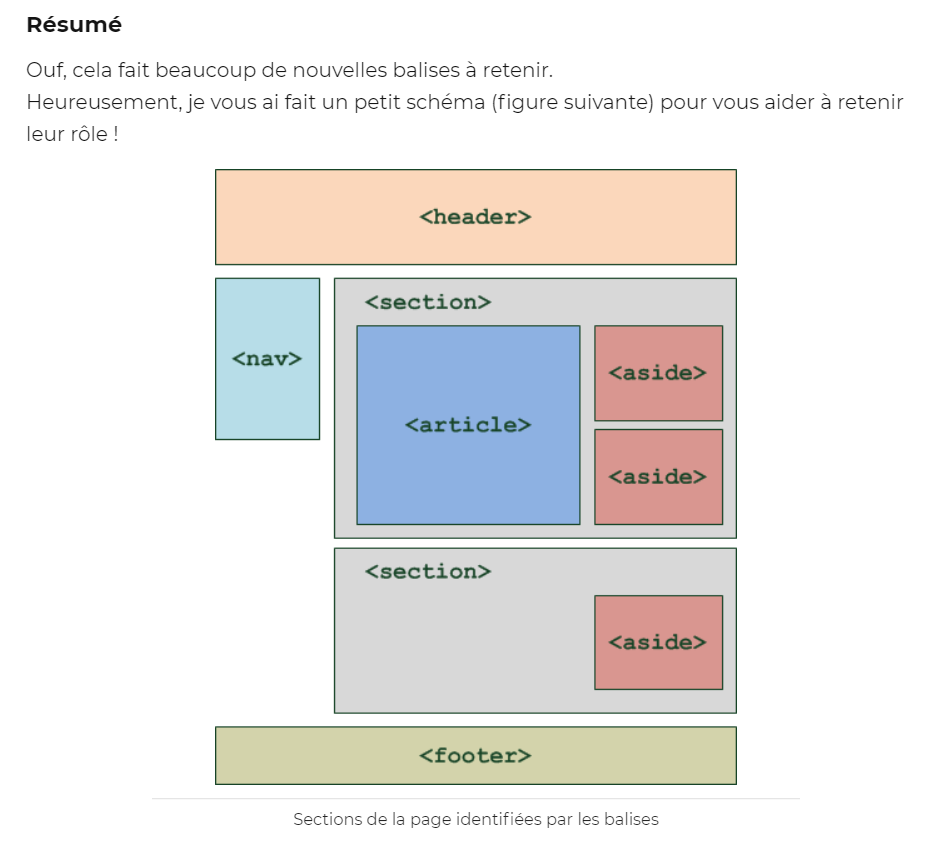 Résumé
Ouf, cela fait beaucoup de nouvelles balises à retenir.
Heureusement, je vous ai fait un petit schéma (figure suivante) pour vous aider à retenir
leur rôle !
<header>
<section>
<nav>
<article>
<aside>
<aside>
<section>
<aside>
<footer>
Sections de la page identifiées par les balises